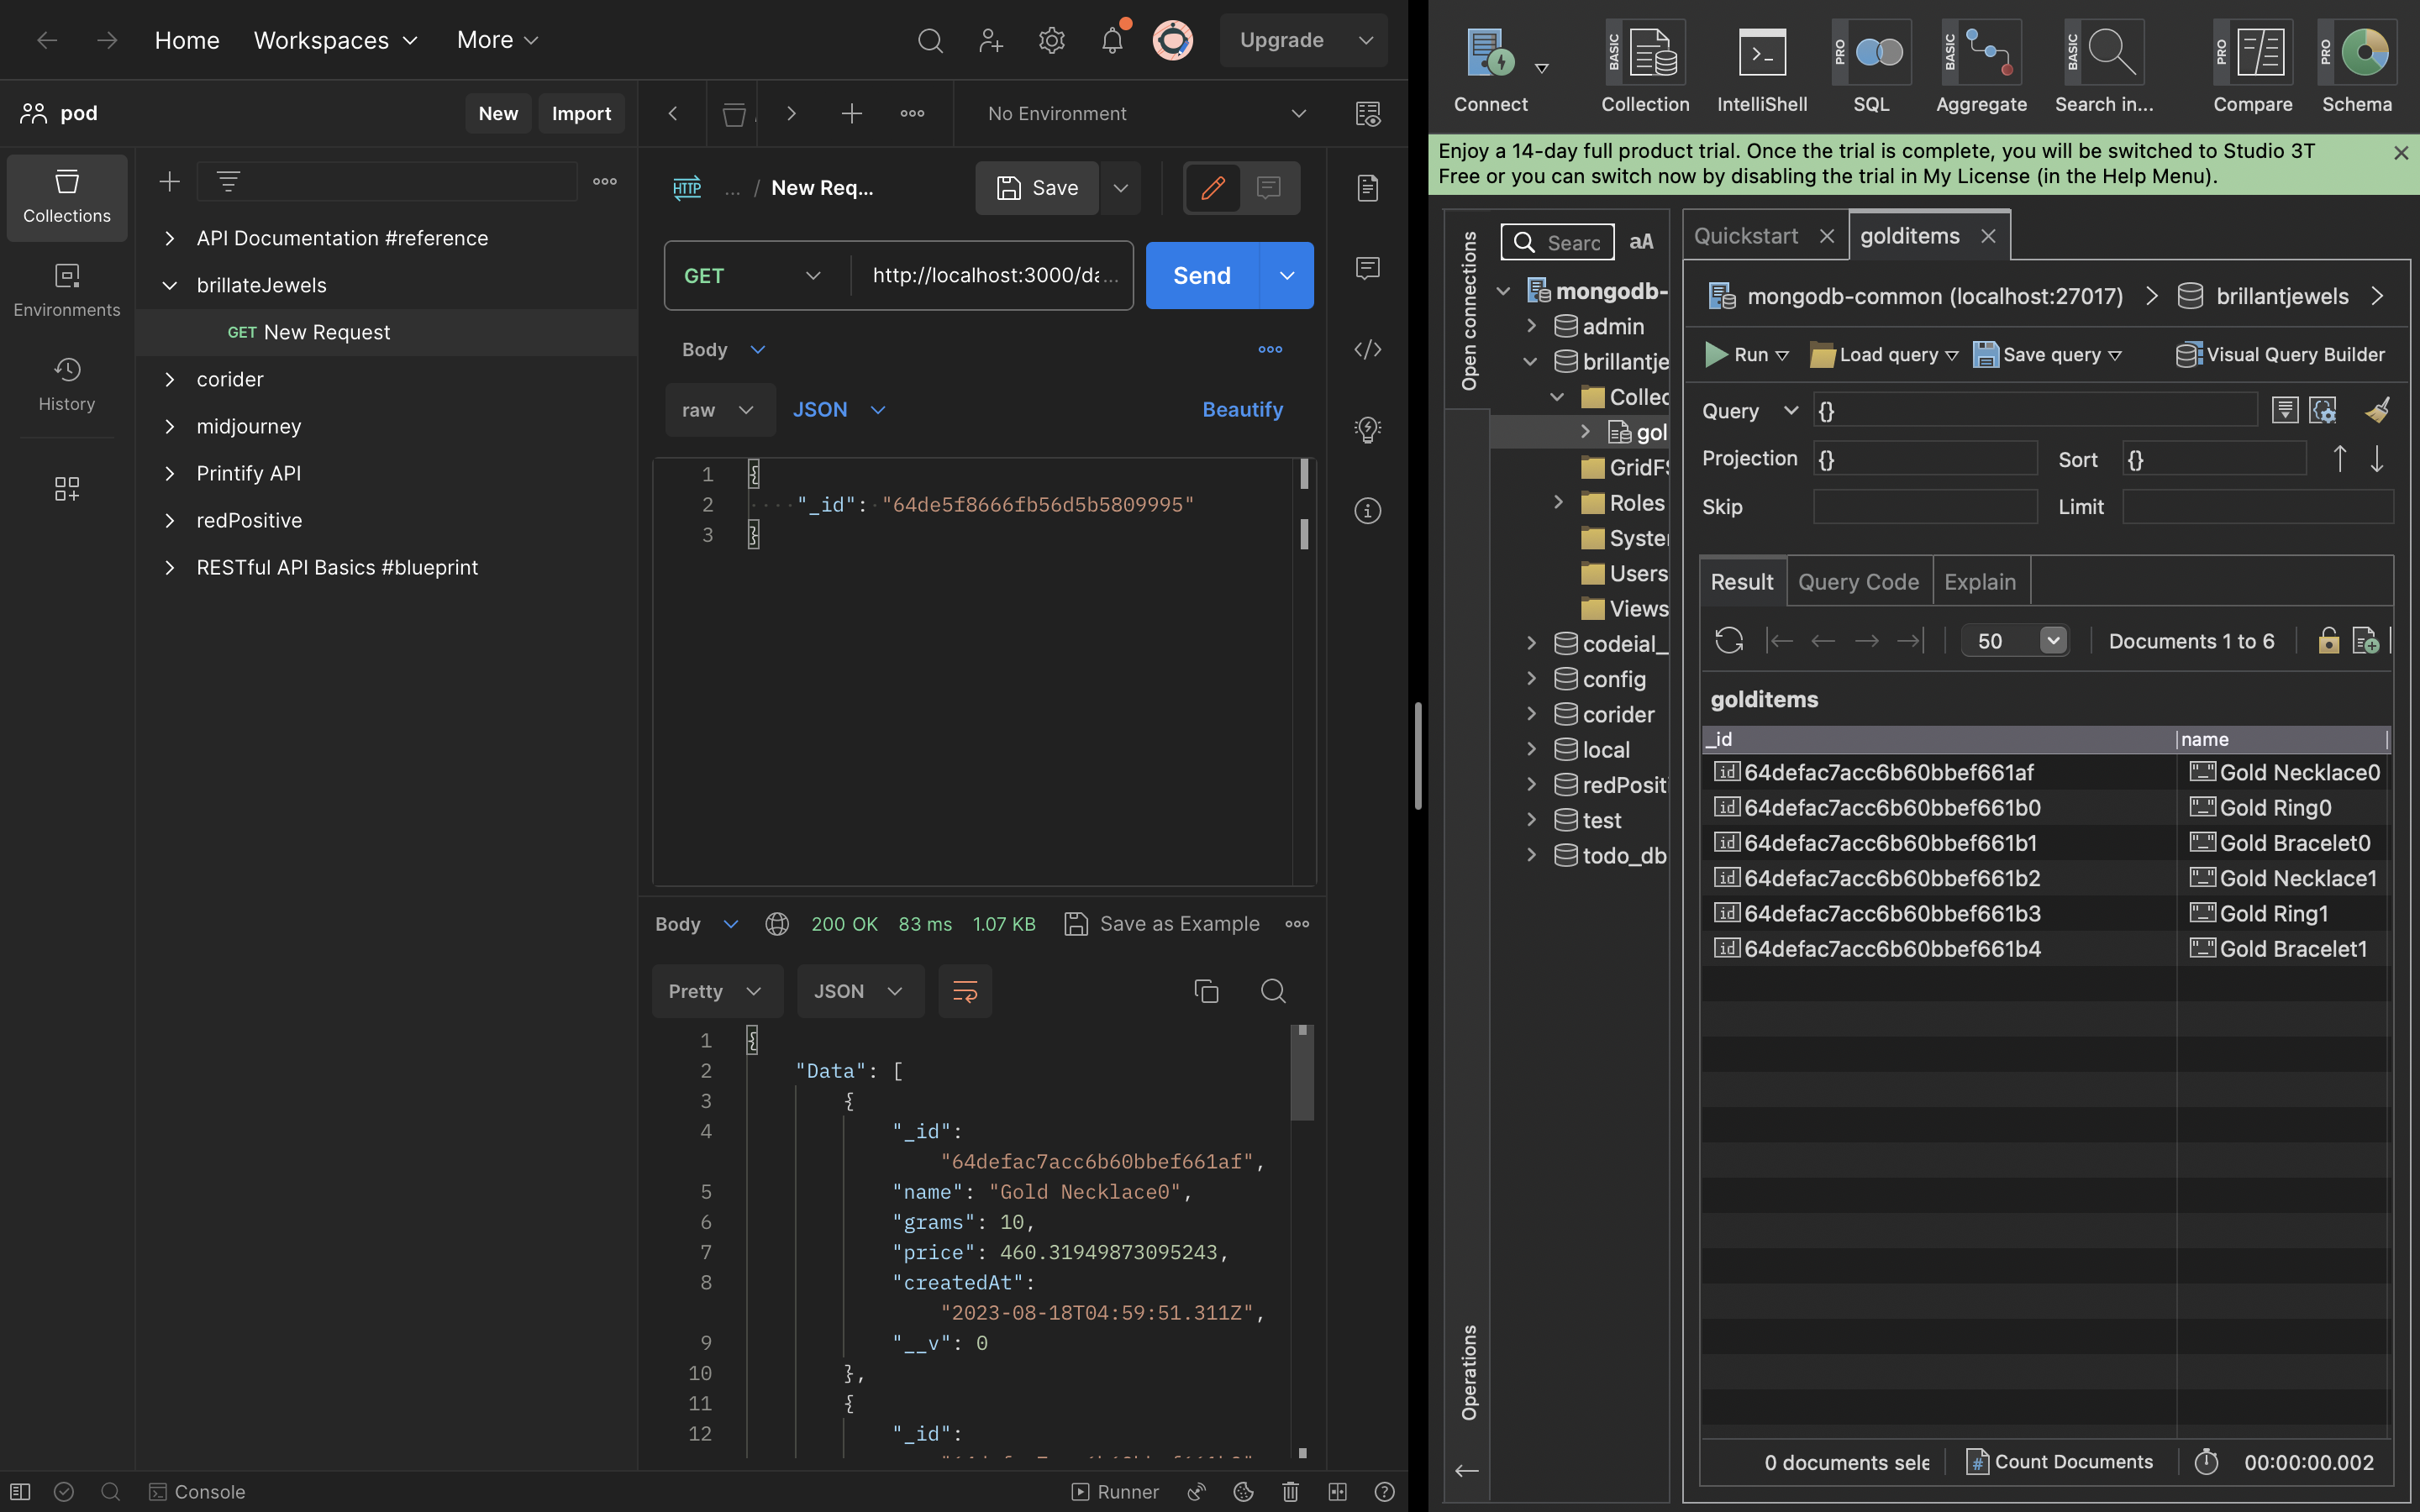 Home
Workspaces
More
Upgrade
pod
New
Import
No Environment
Collections
Environments
History
API Documentation #reference
brillateJewels
GET New Request
corider
midjourney
Printify API
redPositive
RESTful API Basics #blueprint
HTTP ... / New Req...
Save
GET
http://localhost:3000/da...
Send
Body
raw
JSON
Beautify
1 {
2 "_id": "64de5f8666fb56d5b5809995"
3 }
Body
200 OK
83 ms
1.07 KB
Save as Example
Pretty
JSON
1 {
2 "Data": [
3 {
4 "_id":
"64defac7acc6b60bbef661af",
5 "name": "Gold Necklace0",
6 "grams": 10,
7 "price": 460.31949873095243,
8 "createdAt":
"2023-08-18T04:59:51.311Z",
9 "__v": 0
10 },
11 {
12 "_id":
Console
Runner
Connect
BASIC
Collection
IntelliShell
PRO
SQL
BASIC
Aggregate
BASIC
Search in...
PRO
Compare
PRO
Schema
Enjoy a 14-day full product trial. Once the trial is complete, you will be switched to Studio 3T
Free or you can switch now by disabling the trial in My License (in the Help Menu).
Open connections
Searc
aA
mongodb-
admin
brillantje
Collec
gol
GridFS
Roles
Syster
Users
Views
codeial_
config
corider
local
redPositi
test
todo_db
Operations
Quickstart
golditems
mongodb-common (localhost:27017)
brillantjewels
Run
Load query
Save query
Visual Query Builder
Query
{}
Projection
{}
Sort
{}
Skip
Limit
Result
Query Code
Explain
50
Documents 1 to 6
golditems
_id
name
64defac7acc6b60bbef661af
Gold Necklace0
64defac7acc6b60bbef661b0
Gold Ring0
64defac7acc6b60bbef661b1
Gold Bracelet0
64defac7acc6b60bbef661b2
Gold Necklace1
64defac7acc6b60bbef661b3
Gold Ring1
64defac7acc6b60bbef661b4
Gold Bracelet1
0 documents sele
Count Documents
00:00:00.002